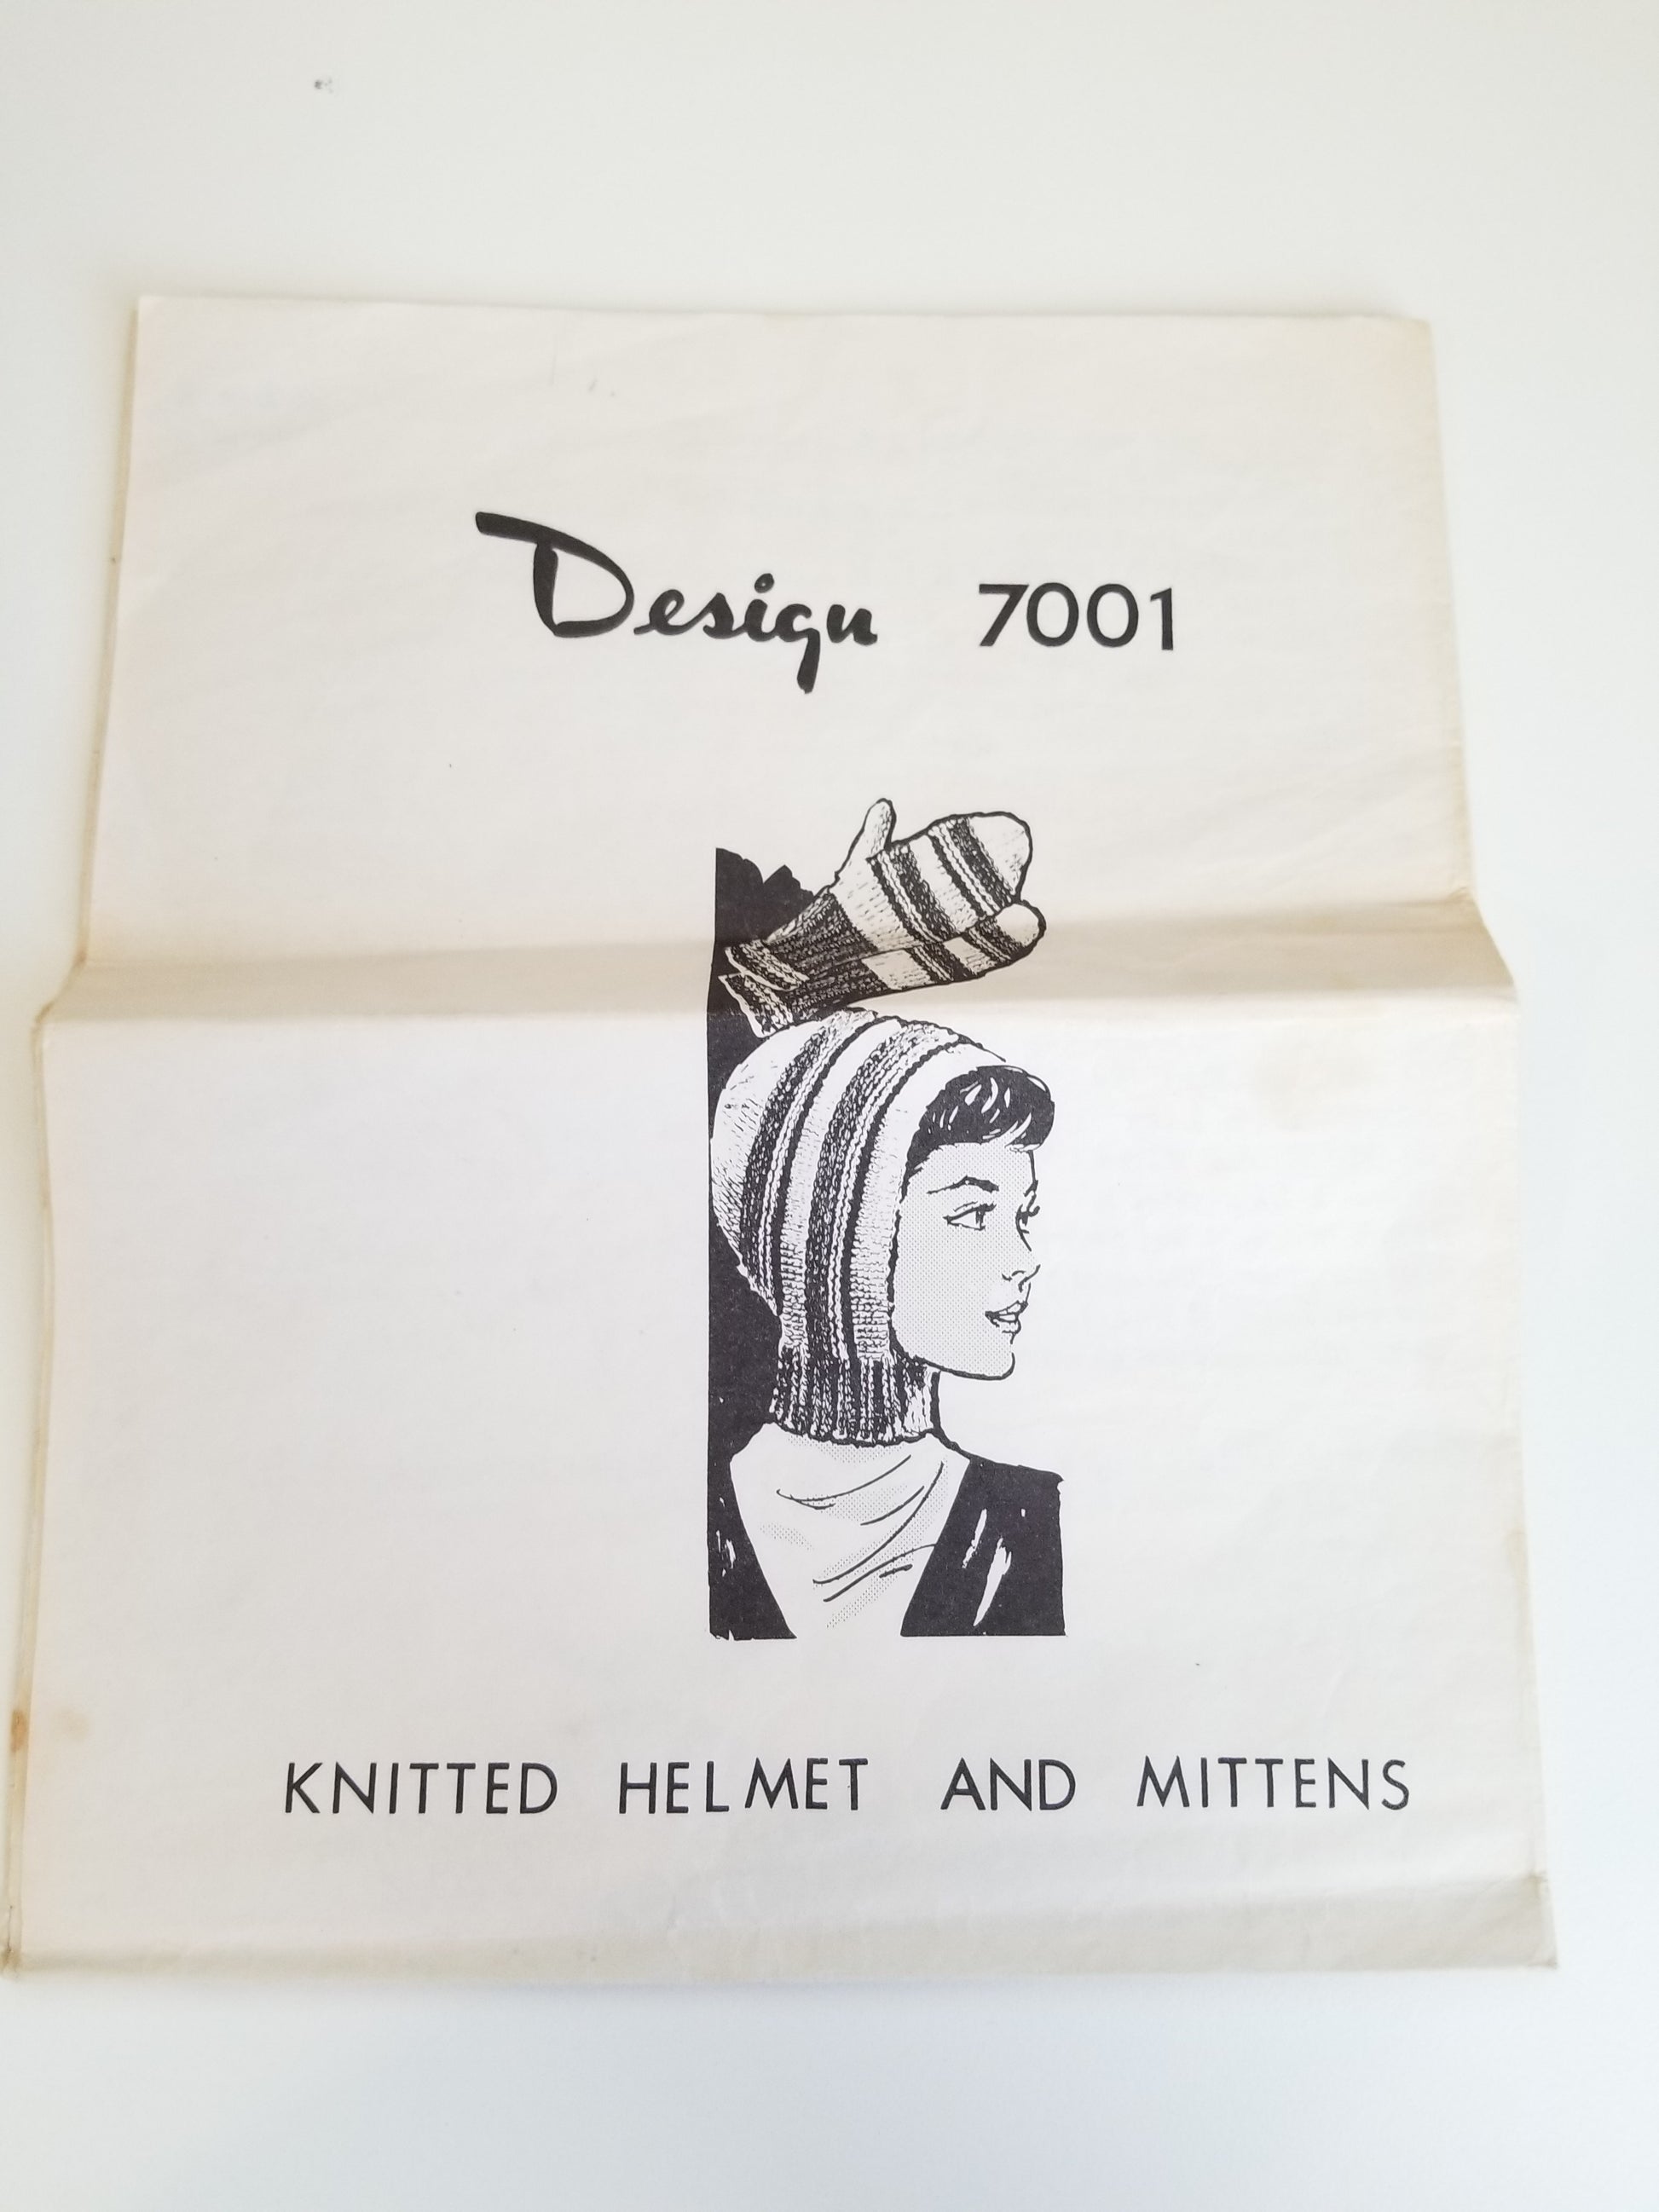 Design 7001
KNITTED HELMET AND MITTENS